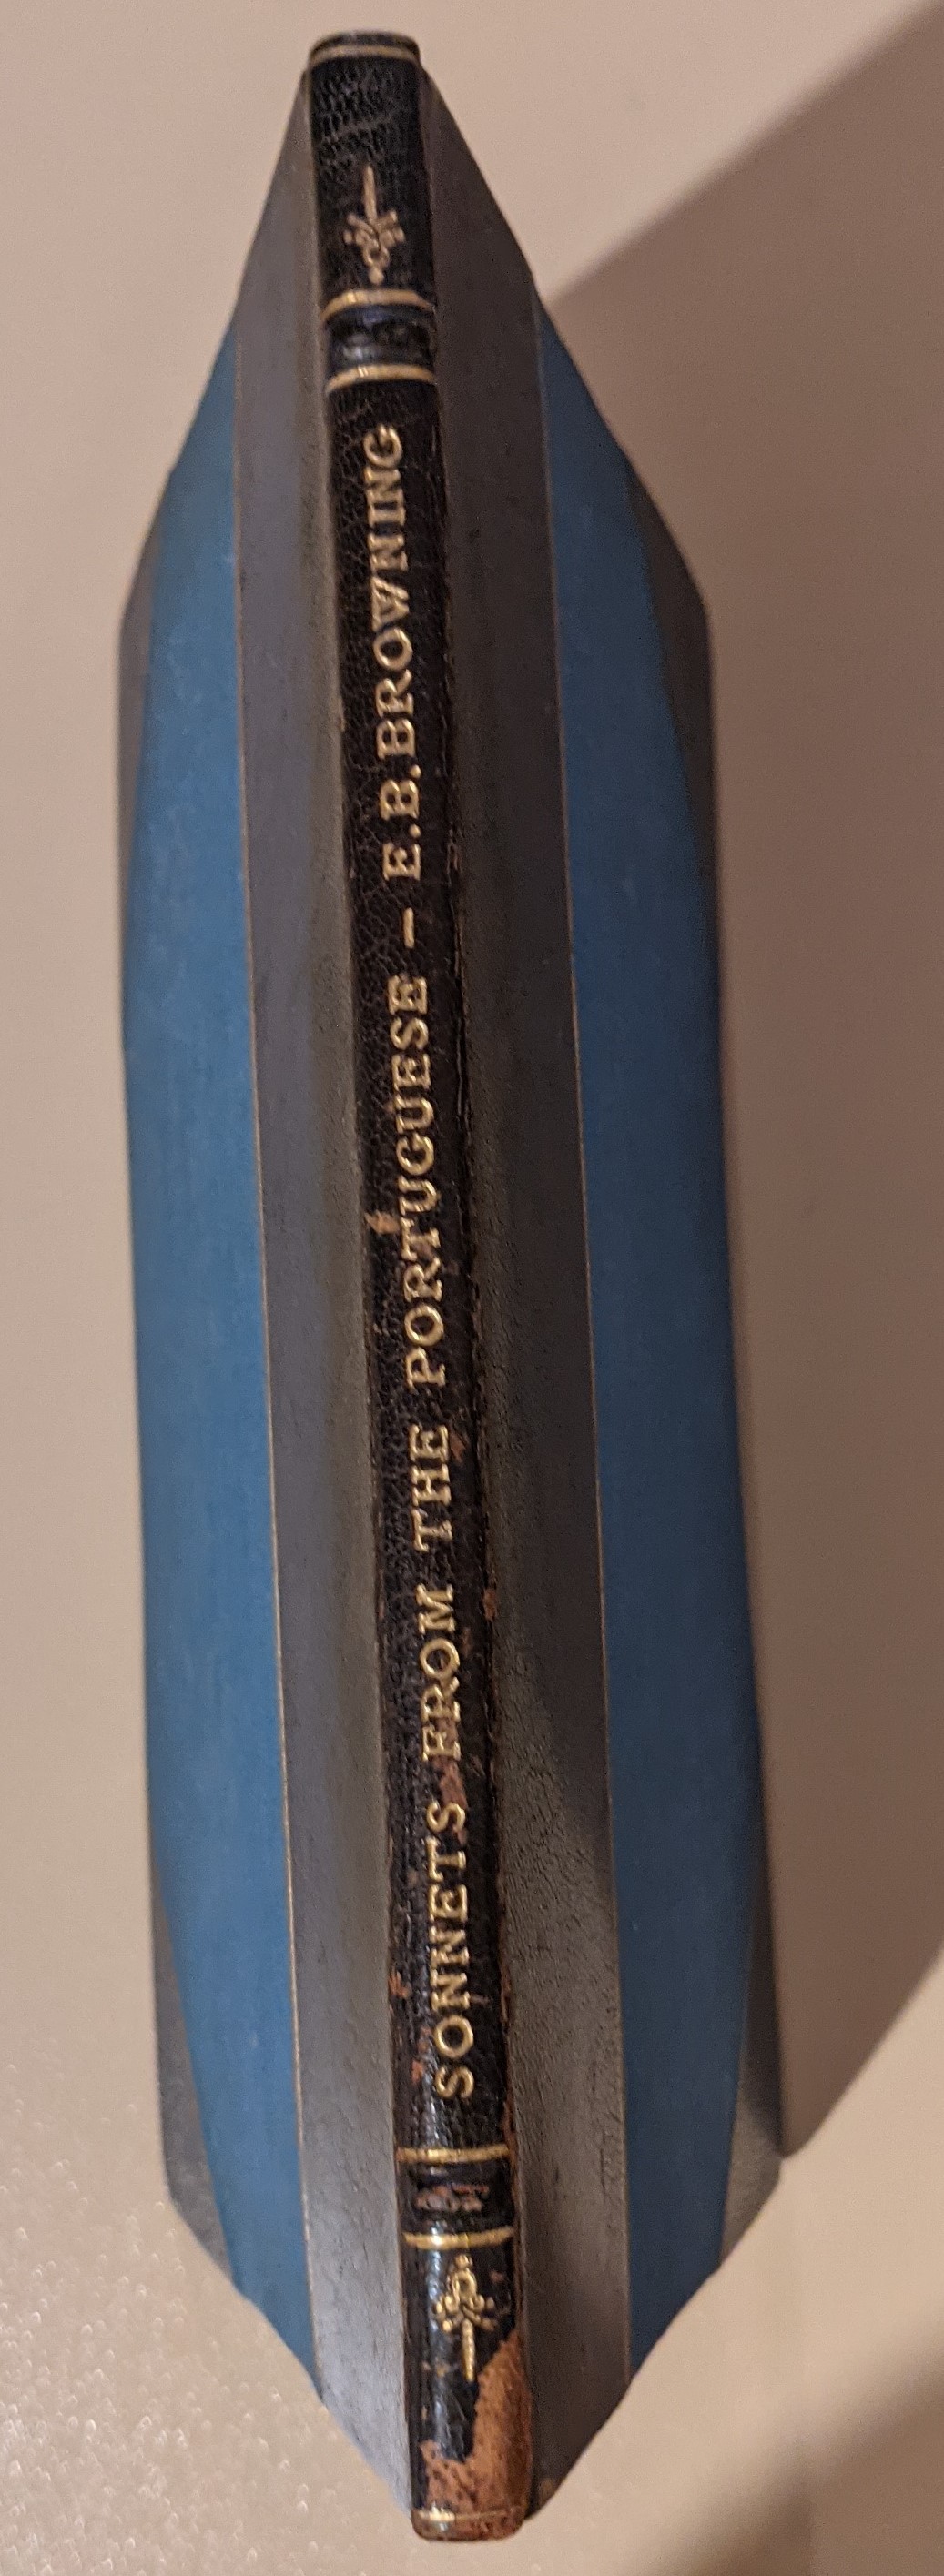 SONNETS FROM THE PORTUGUESE – E.B.BROWNING